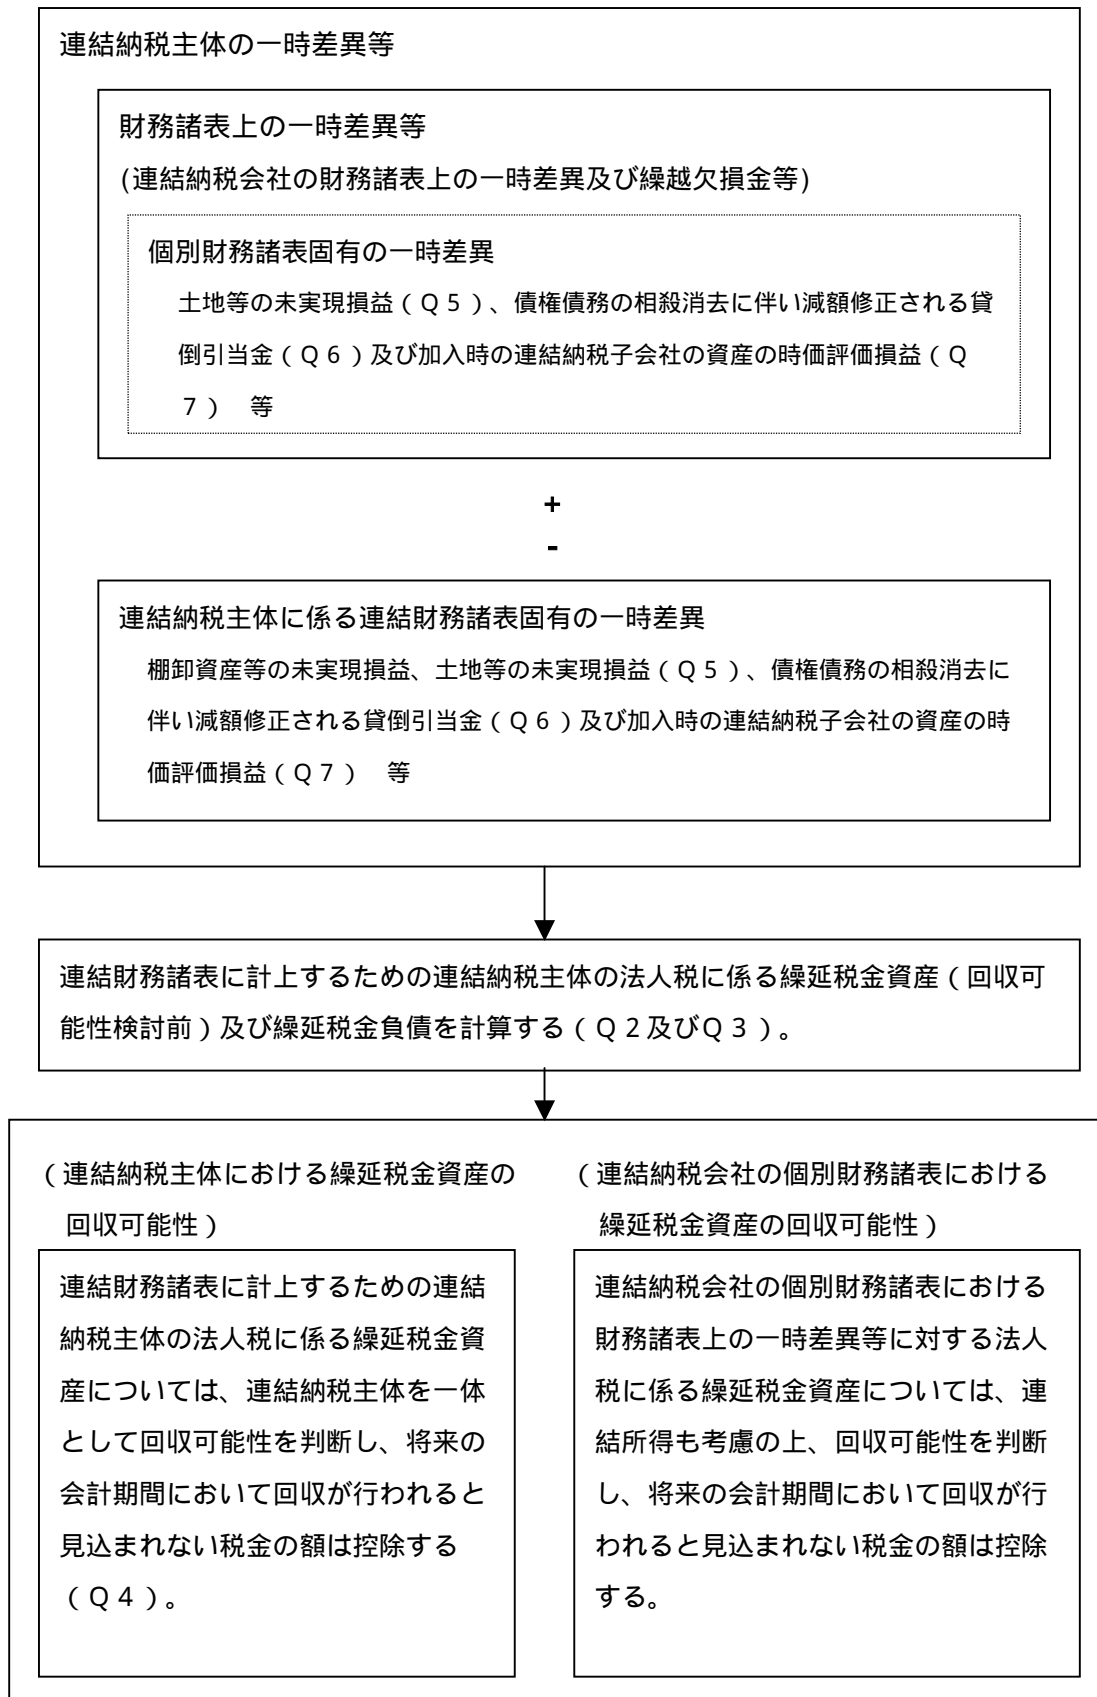 連結納税主体の一時差異等
財務諸表上の一時差異等
(連結納税会社の財務諸表上の一時差異及び繰越欠損金等)
個別財務諸表固有の一時差異
土地等の未実現損益(Q5)、債権債務の相殺消去に伴い減額修正される貸
倒引当金(Q6)及び加入時の連結納税子会社の資産の時価評価損益(Q
7) 等
+
-
連結納税主体に係る連結財務諸表固有の一時差異
棚卸資産等の未実現損益、土地等の未実現損益(Q5)、債権債務の相殺消去に
伴い減額修正される貸倒引当金(Q6)及び加入時の連結納税子会社の資産の時
価評価損益(Q7) 等
連結財務諸表に計上するための連結納税主体の法人税に係る繰延税金資産(回収可
能性検討前)及び繰延税金負債を計算する(Q2及びQ3)。
(連結納税主体における繰延税金資産の
回収可能性)
連結財務諸表に計上するための連結
納税主体の法人税に係る繰延税金資
産については、連結納税主体を一体
として回収可能性を判断し、将来の
会計期間において回収が行われると
見込まれない税金の額は控除する
(Q4)。
(連結納税会社の個別財務諸表における
繰延税金資産の回収可能性)
連結納税会社の個別財務諸表における
財務諸表上の一時差異等に対する法人
税に係る繰延税金資産については、連
結所得も考慮の上、回収可能性を判断
し、将来の会計期間において回収が行
われると見込まれない税金の額は控除
する。